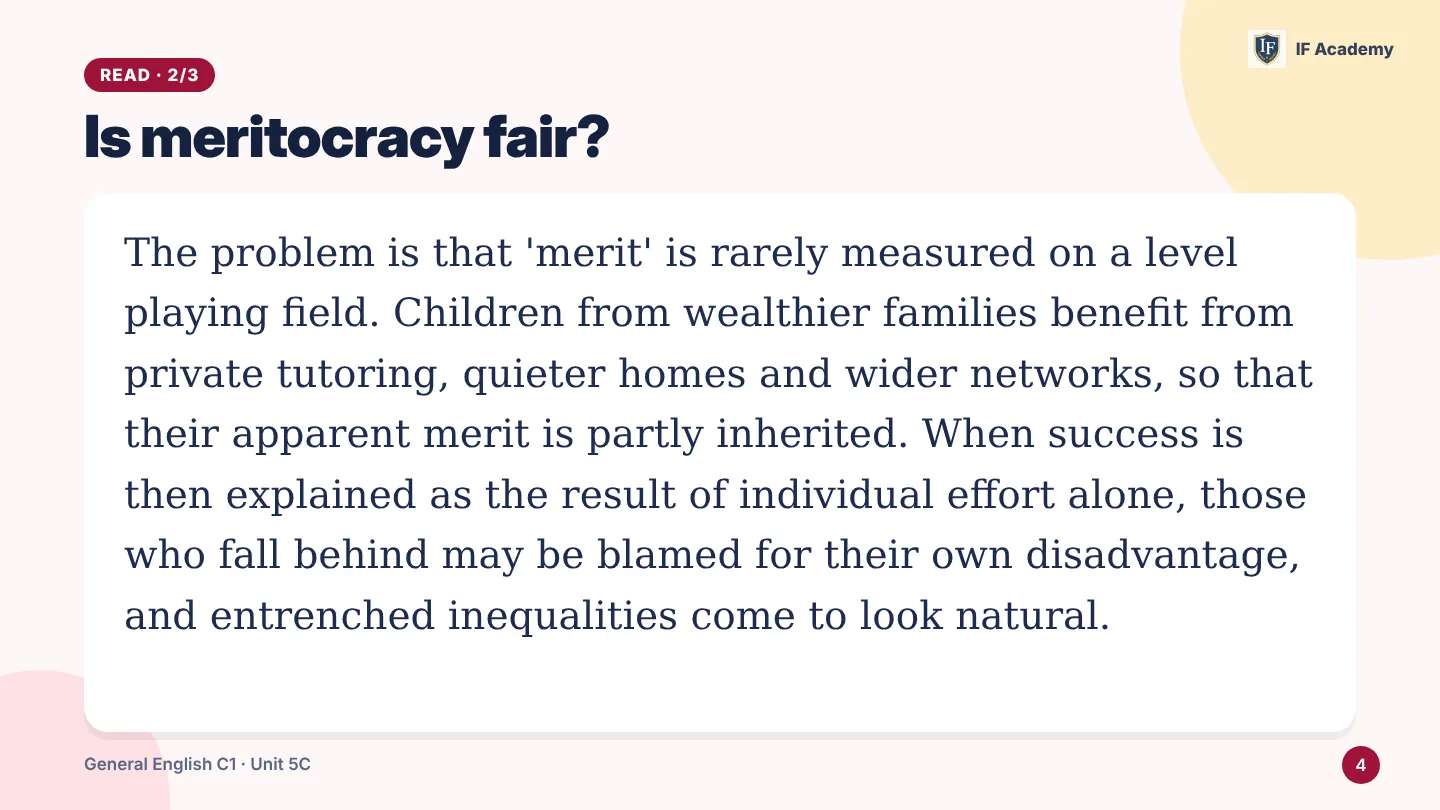 IF
IF Academy
READ · 2/3
Is meritocracy fair?
The problem is that 'merit' is rarely measured on a level
playing field. Children from wealthier families benefit from
private tutoring, quieter homes and wider networks, so that
their apparent merit is partly inherited. When success is
then explained as the result of individual effort alone, those
who fall behind may be blamed for their own disadvantage,
and entrenched inequalities come to look natural.
General English C1 · Unit 5C
4